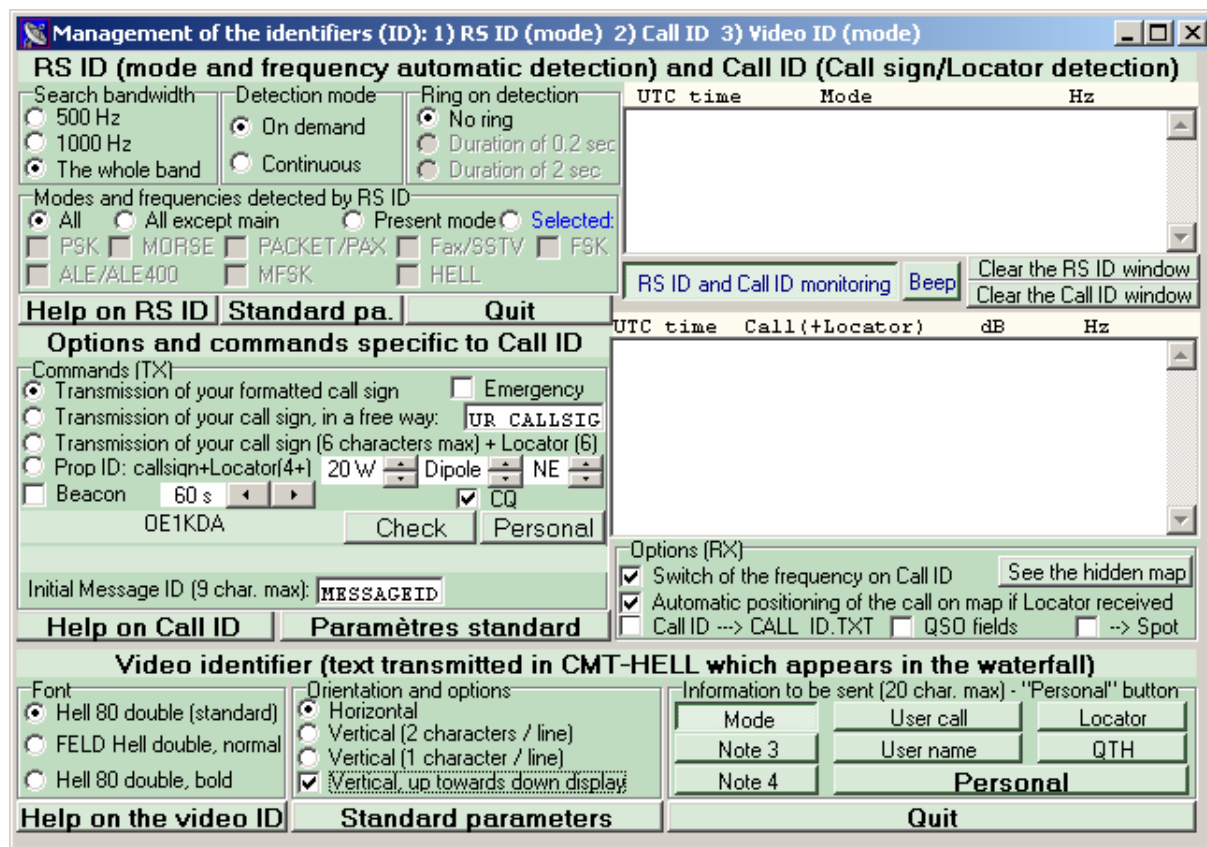 Management of the identifiers (ID): 1) RS ID (mode) 2) Call ID 3) Video ID (mode)
RS ID (mode and frequency automatic detection) and Call ID (Call sign/Locator detection)
Search bandwidth
500 Hz
1000 Hz
The whole band
Detection mode
On demand
Continuous
Ring on detection
No ring
Duration of 0.2 sec
Duration of 2 sec
Modes and frequencies detected by RS ID
All All except main Present mode Selected:
PSK MORSE PACKET/PAX Fax/SSTV FSK
ALE/ALE400 MFSK HELL
Help on RS ID Standard pa. Quit
UTC time Mode Hz
RS ID and Call ID monitoring Beep
Clear the RS ID window
Clear the Call ID window
UTC time Call(+Locator) dB Hz
Options and commands specific to Call ID
Commands (TX)
Transmission of your formatted call sign Emergency
Transmission of your call sign, in a free way: UR CALLSIG
Transmission of your call sign (6 characters max) + Locator (6)
Prop ID: callsign+Locator(4+) 20 W Dipole NE
Beacon 60 s CQ
OE1KDA Check Personal
Initial Message ID (9 char. max): MESSAGEID
Help on Call ID Paramètres standard
Options (RX)
Switch of the frequency on Call ID See the hidden map
Automatic positioning of the call on map if Locator received
Call ID ---> CALL_ID.TXT QSO fields --> Spot
Video identifier (text transmitted in CMT-HELL which appears in the waterfall)
Font
Hell 80 double (standard)
FELD Hell double, normal
Hell 80 double, bold
Orientation and options
Horizontal
Vertical (2 characters / line)
Vertical (1 character / line)
Vertical, up towards down display
Information to be sent (20 char. max) - "Personal" button
Mode User call Locator
Note 3 User name QTH
Note 4 Personal
Help on the video ID Standard parameters Quit